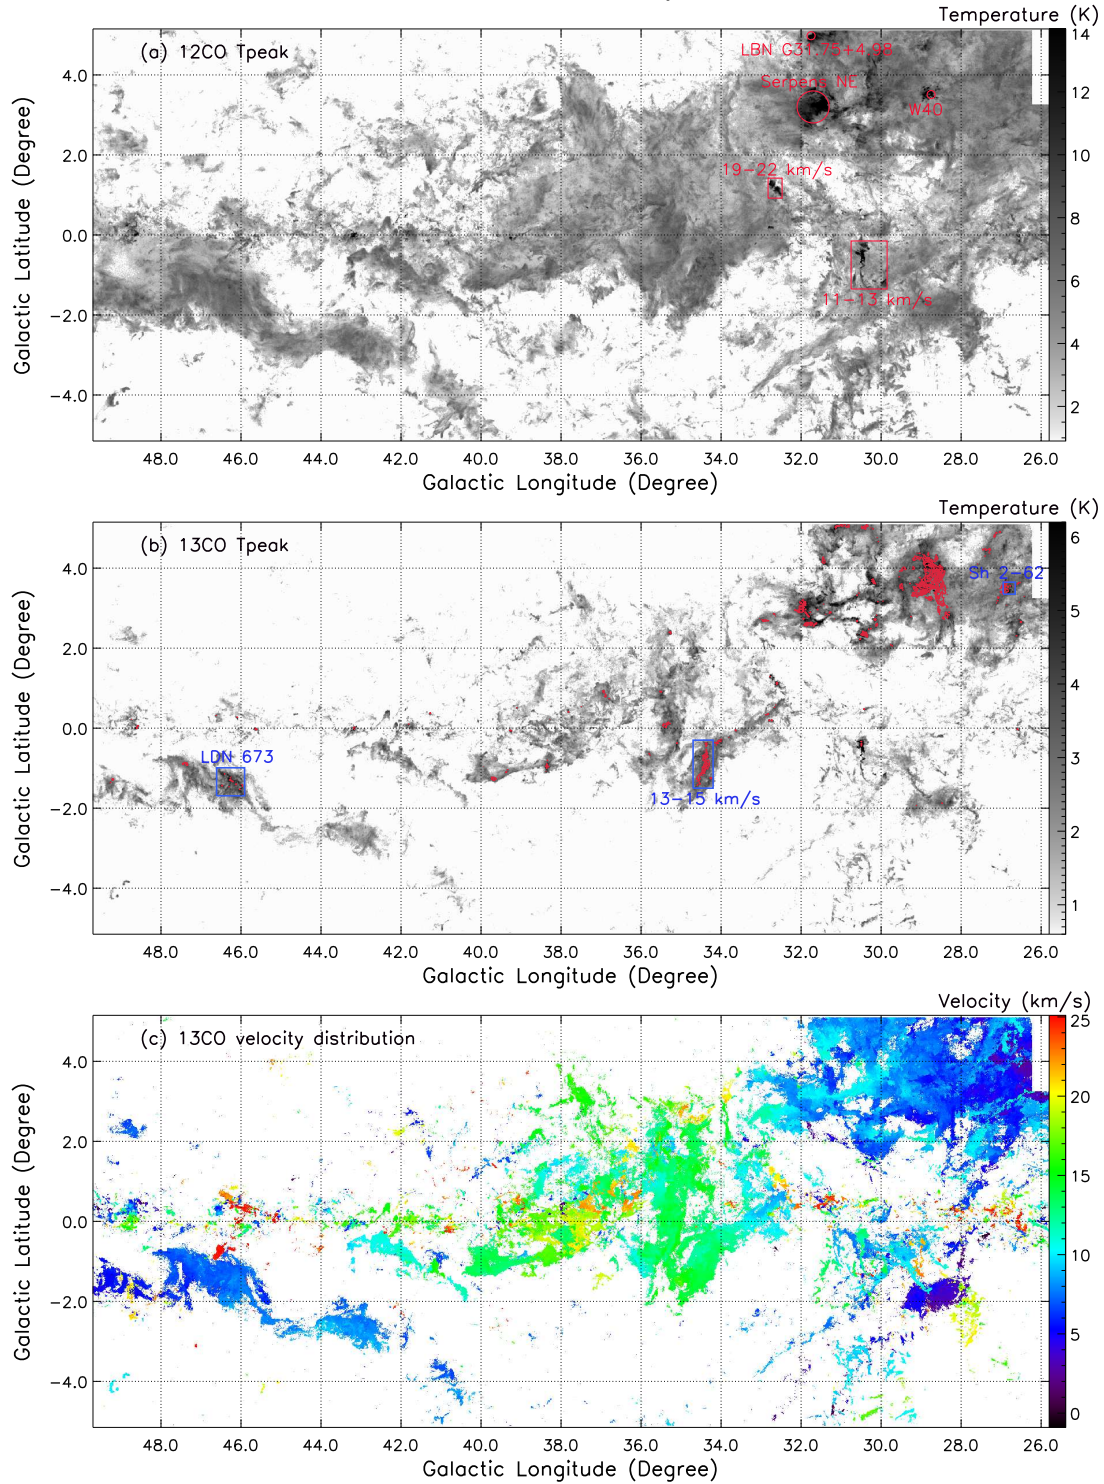 Temperature (K)
(a) 12CO Tpeak
LBN G31.75+4.98
Serpens NE
W40
19−22 km/s
11−13 km/s
4.0
2.0
0.0
−2.0
−4.0
Galactic Latitude (Degree)
14
12
10
8
6
4
2
48.0 46.0 44.0 42.0 40.0 38.0 36.0 34.0 32.0 30.0 28.0 26.0
Galactic Longitude (Degree)
Temperature (K)
(b) 13CO Tpeak
Sh 2−62
LDN 673
13−15 km/s
4.0
2.0
0.0
−2.0
−4.0
Galactic Latitude (Degree)
6
5
4
3
2
1
48.0 46.0 44.0 42.0 40.0 38.0 36.0 34.0 32.0 30.0 28.0 26.0
Galactic Longitude (Degree)
Velocity (km/s)
(c) 13CO velocity distribution
4.0
2.0
0.0
−2.0
−4.0
Galactic Latitude (Degree)
25
20
15
10
5
0
48.0 46.0 44.0 42.0 40.0 38.0 36.0 34.0 32.0 30.0 28.0 26.0
Galactic Longitude (Degree)